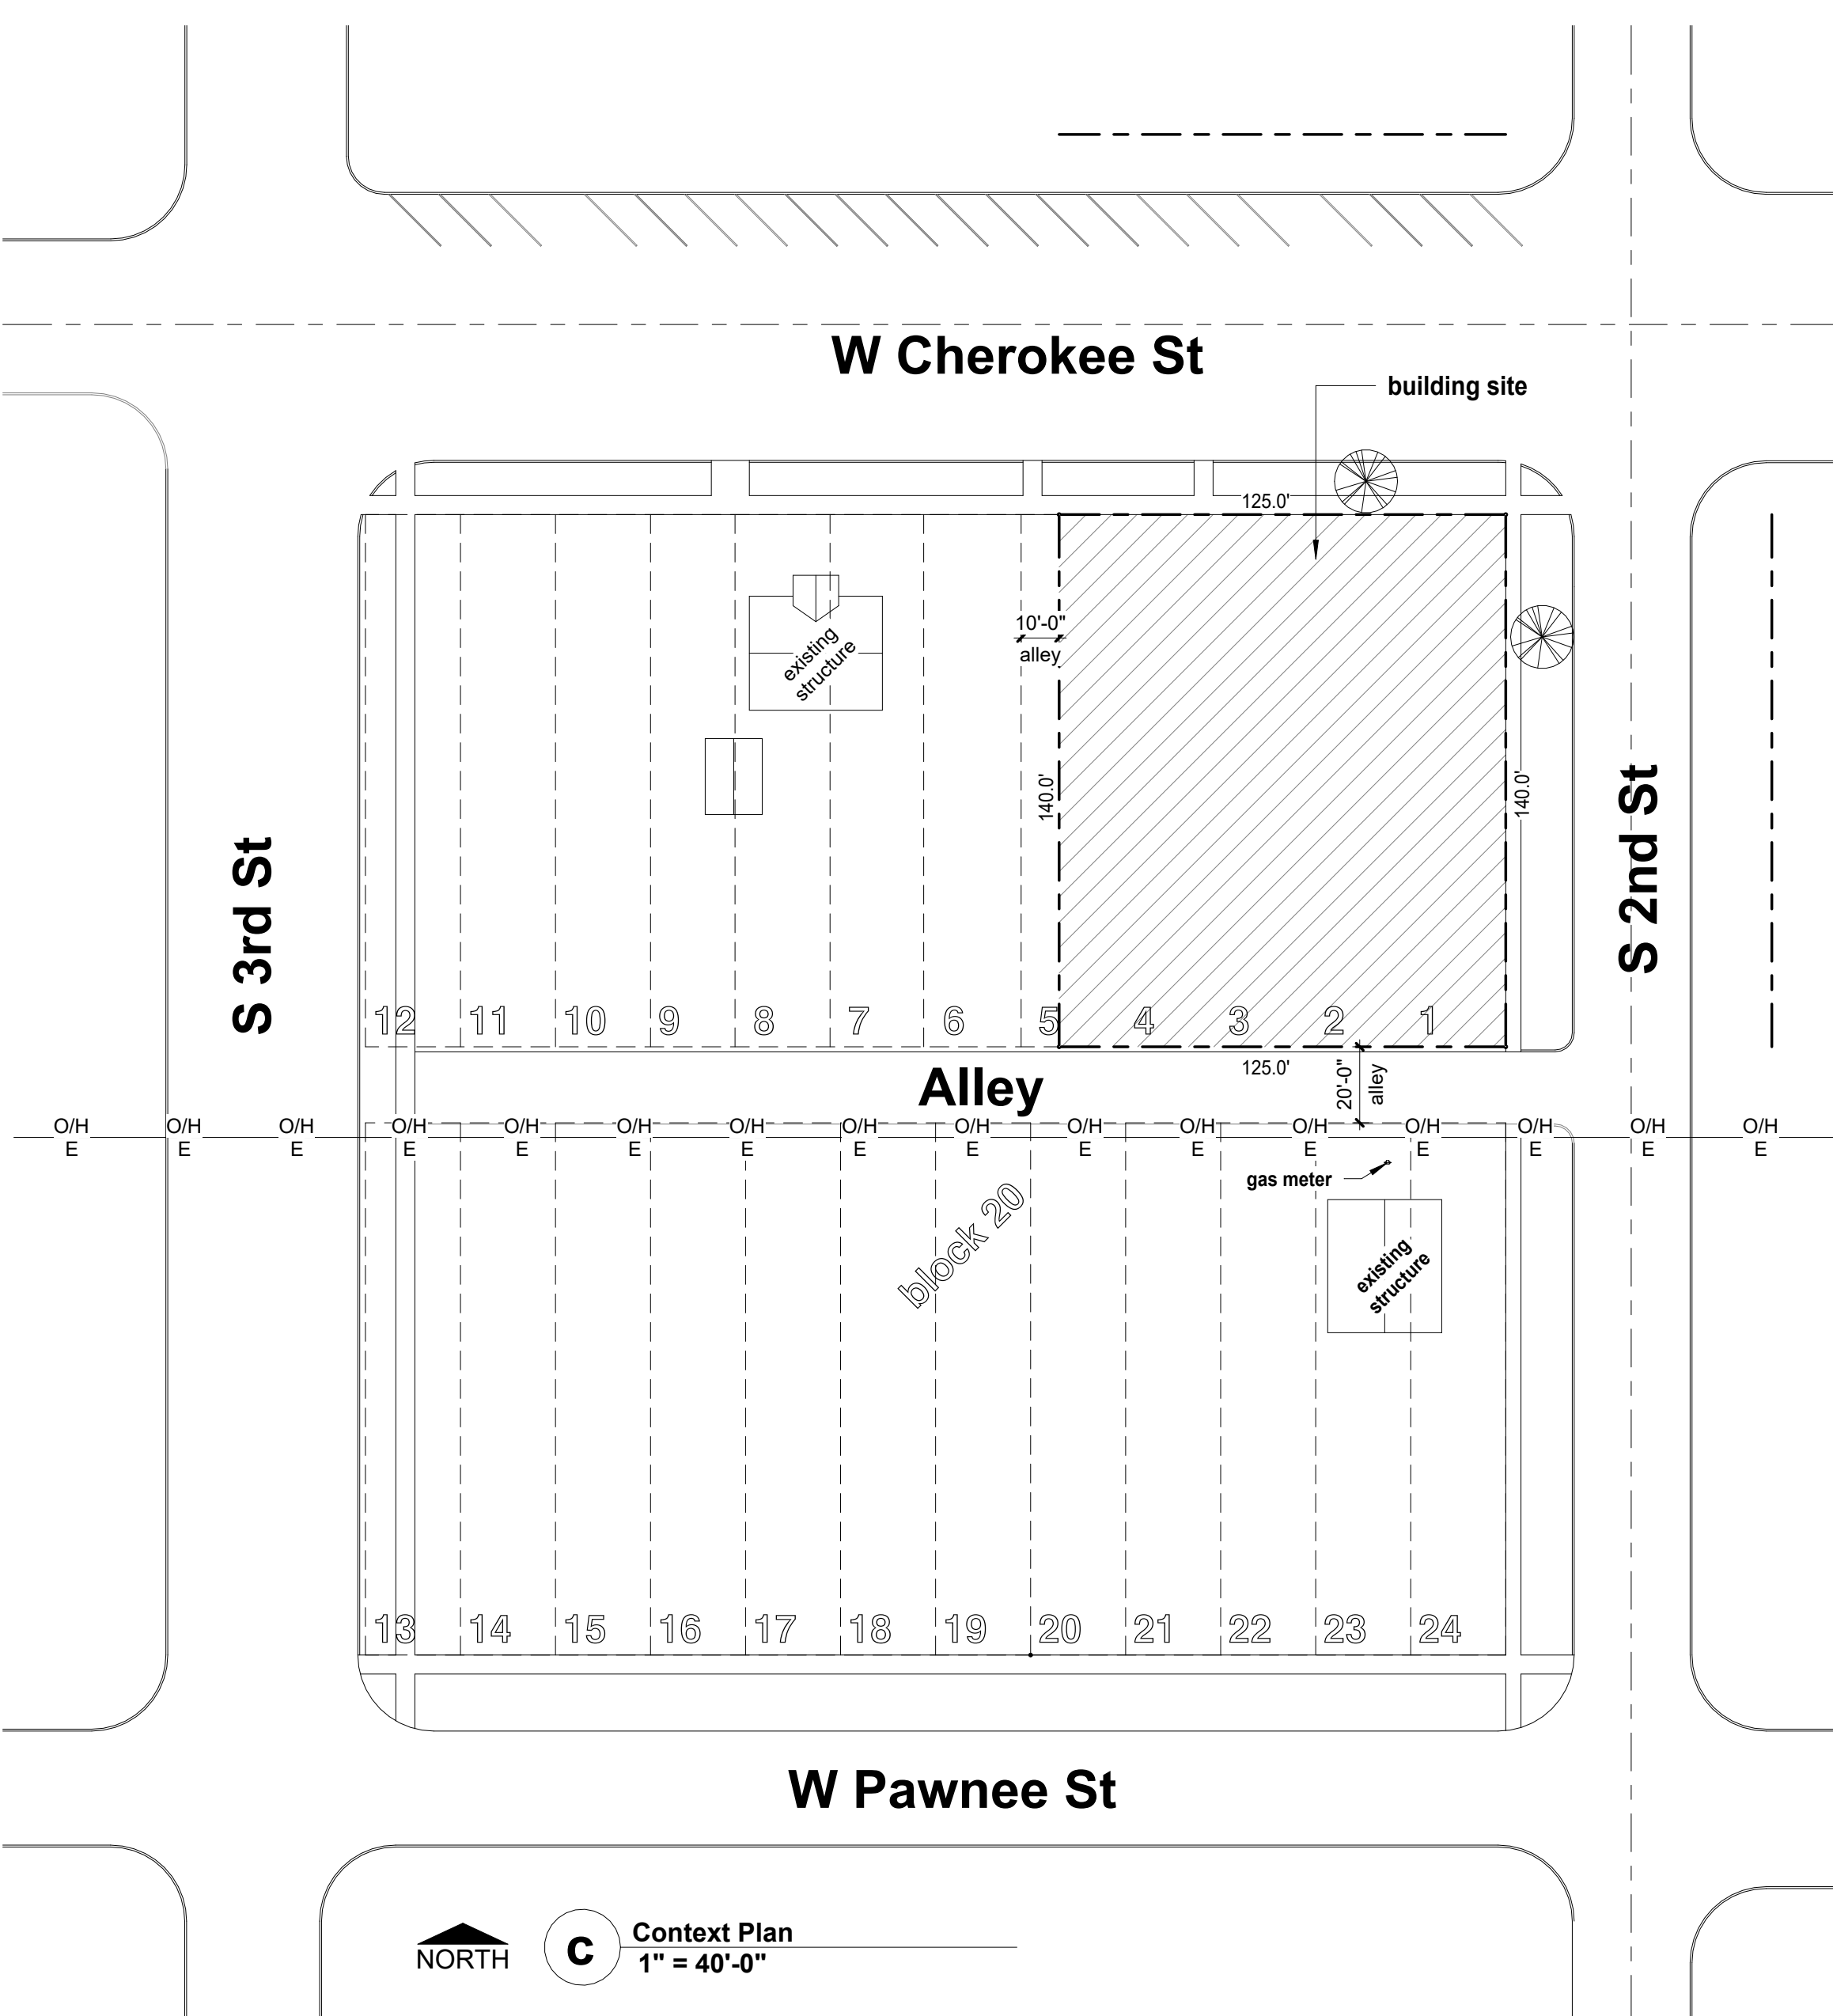 W Cherokee St
building site
125.0'
10'-0"
alley
existing
structure
140.0'
140.0'
S 3rd St
S 2nd St
12 11 10 9 8 7 6 5 4 3 2 1
125.0'
Alley
20'-0"
alley
O/H O/H O/H O/H O/H O/H O/H O/H O/H O/H O/H O/H O/H O/H O/H O/H
E E E E E E E E E E E E E E E E
gas meter
block 20
existing
structure
13 14 15 16 17 18 19 20 21 22 23 24
W Pawnee St
NORTH
C
Context Plan
1" = 40'-0"